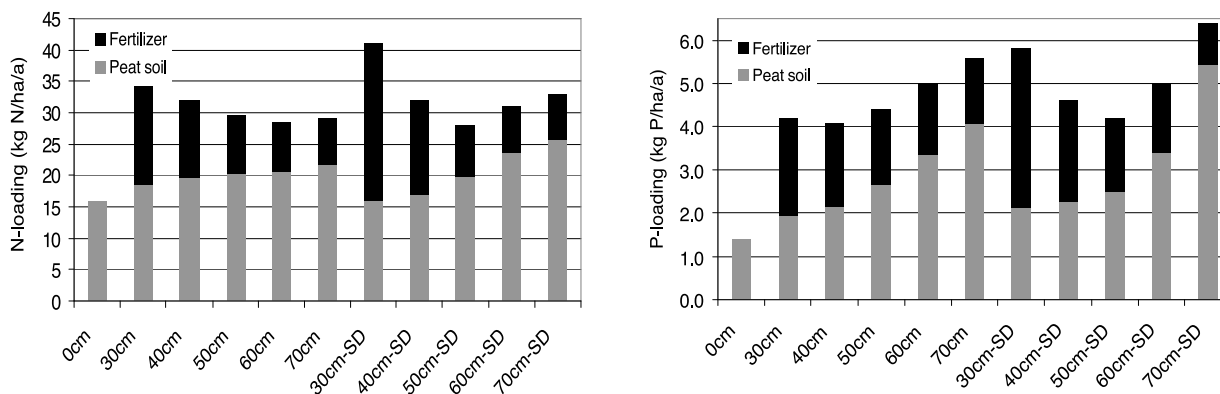 N-loading (kg N/ha/a)
45
40
35
30
25
20
15
10
5
0
Fertilizer
Peat soil
0cm
30cm
40cm
50cm
60cm
70cm
30cm-SD
40cm-SD
50cm-SD
60cm-SD
70cm-SD
P-loading (kg P/ha/a)
6.0
5.0
4.0
3.0
2.0
1.0
0.0
Fertilizer
Peat soil
0cm
30cm
40cm
50cm
60cm
70cm
30cm-SD
40cm-SD
50cm-SD
60cm-SD
70cm-SD